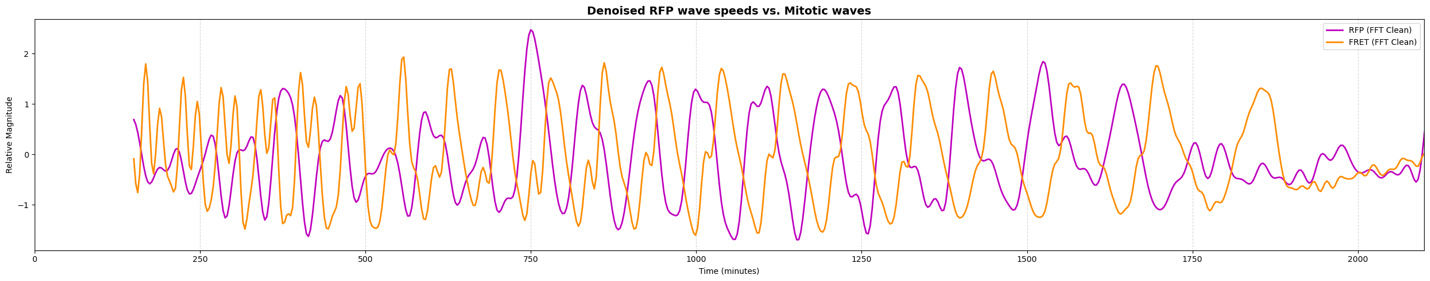 Denoised RFP wave speeds vs. Mitotic waves
RFP (FFT Clean)
FRET (FFT Clean)
Relative Magnitude
2
1
0
−1
0 250 500 750 1000 1250 1500 1750 2000
Time (minutes)